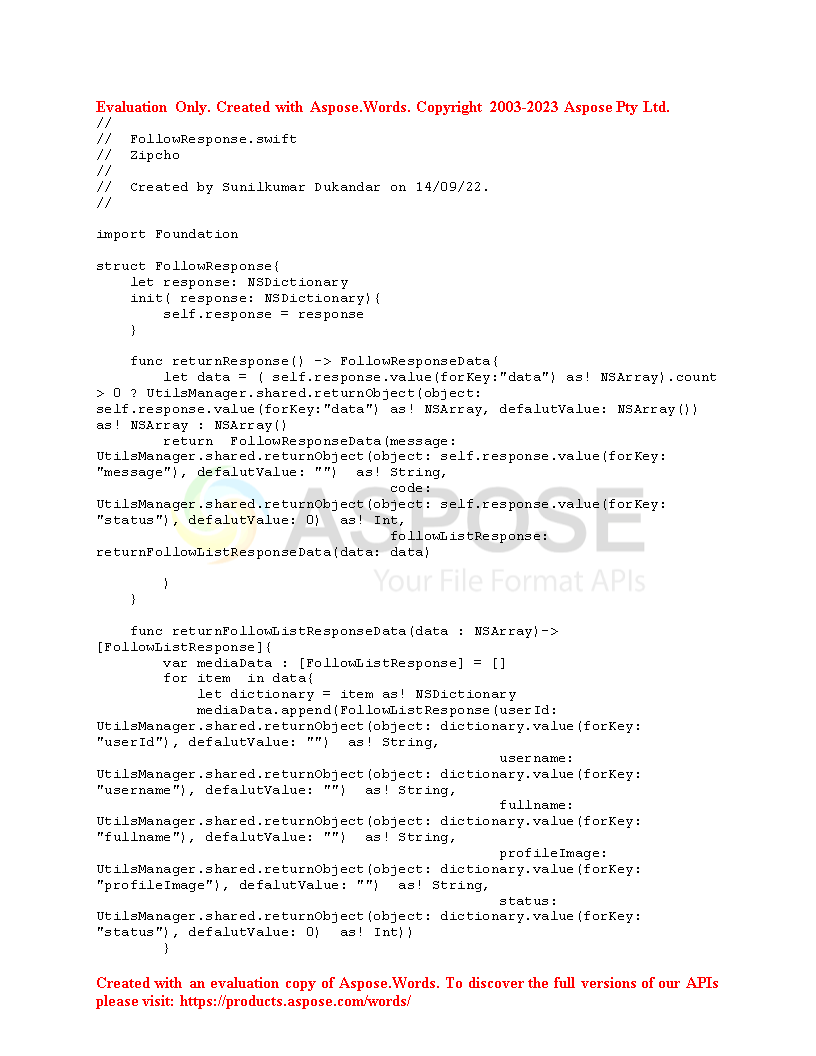 Evaluation Only. Created with Aspose.Words. Copyright 2003-2023 Aspose Pty Ltd.
//
//  FollowResponse.swift
//  Zipcho
//
//  Created by Sunilkumar Dukandar on 14/09/22.
//
import Foundation
struct FollowResponse{
    let response: NSDictionary
    init( response: NSDictionary){
        self.response = response
    }
    func returnResponse() -> FollowResponseData{
        let data = ( self.response.value(forKey:"data") as! NSArray).count
> 0 ? UtilsManager.shared.returnObject(object:
self.response.value(forKey:"data") as! NSArray, defalutValue: NSArray())
as! NSArray : NSArray()
        return  FollowResponseData(message:
UtilsManager.shared.returnObject(object: self.response.value(forKey:
"message"), defalutValue: "")  as! String,
                                   code:
UtilsManager.shared.returnObject(object: self.response.value(forKey:
"status"), defalutValue: 0)  as! Int,
                                   followListResponse:
returnFollowListResponseData(data: data)
ASPOSE
Your File Format APIs
        )
    }
    func returnFollowListResponseData(data : NSArray)->
[FollowListResponse]{
        var mediaData : [FollowListResponse] = []
        for item  in data{
            let dictionary = item as! NSDictionary
            mediaData.append(FollowListResponse(userId:
UtilsManager.shared.returnObject(object: dictionary.value(forKey:
"userId"), defalutValue: "")  as! String,
                                                username:
UtilsManager.shared.returnObject(object: dictionary.value(forKey:
"username"), defalutValue: "")  as! String,
                                                fullname:
UtilsManager.shared.returnObject(object: dictionary.value(forKey:
"fullname"), defalutValue: "")  as! String,
                                                profileImage:
UtilsManager.shared.returnObject(object: dictionary.value(forKey:
"profileImage"), defalutValue: "")  as! String,
                                                status:
UtilsManager.shared.returnObject(object: dictionary.value(forKey:
"status"), defalutValue: 0)  as! Int))
        }
Created with an evaluation copy of Aspose.Words. To discover the full versions of our APIs
please visit: https://products.aspose.com/words/